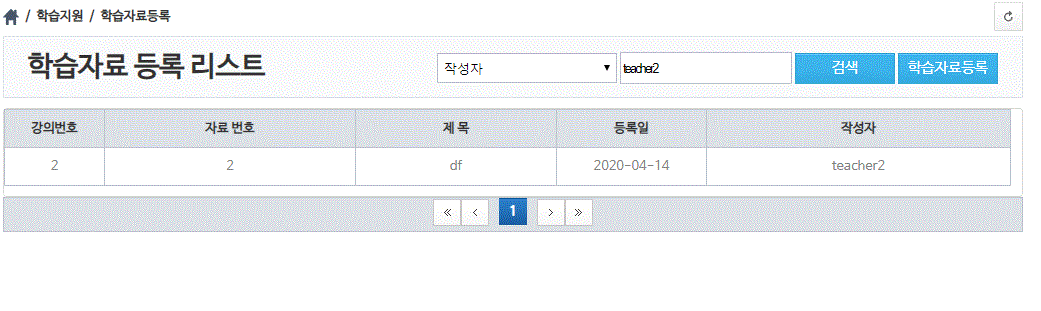 / 학습지원 / 학습자료등록
학습자료 등록 리스트 작성자 teacher2 검색 학습자료등록
강의번호 자료 번호 제 목 등록일 작성자
2 2 df 2020-04-14 teacher2
« ‹ 1 › »